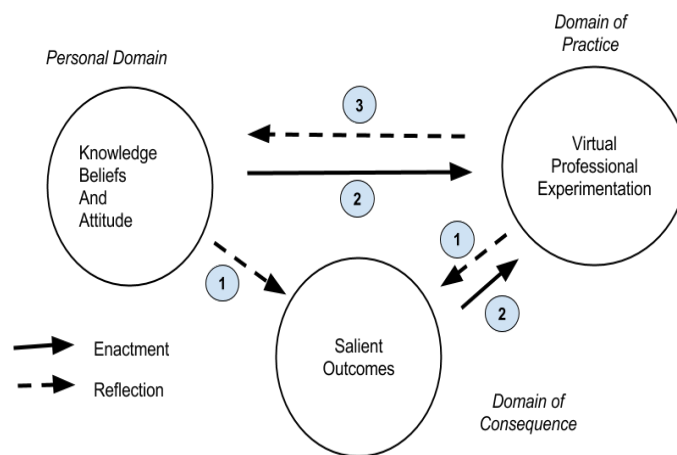 Domain of
Practice
Personal Domain
3
Knowledge
Beliefs
And
Attitude
Virtual
Professional
Experimentation
2
1
1
2
Salient
Outcomes
Enactment
Reflection
Domain of
Consequence